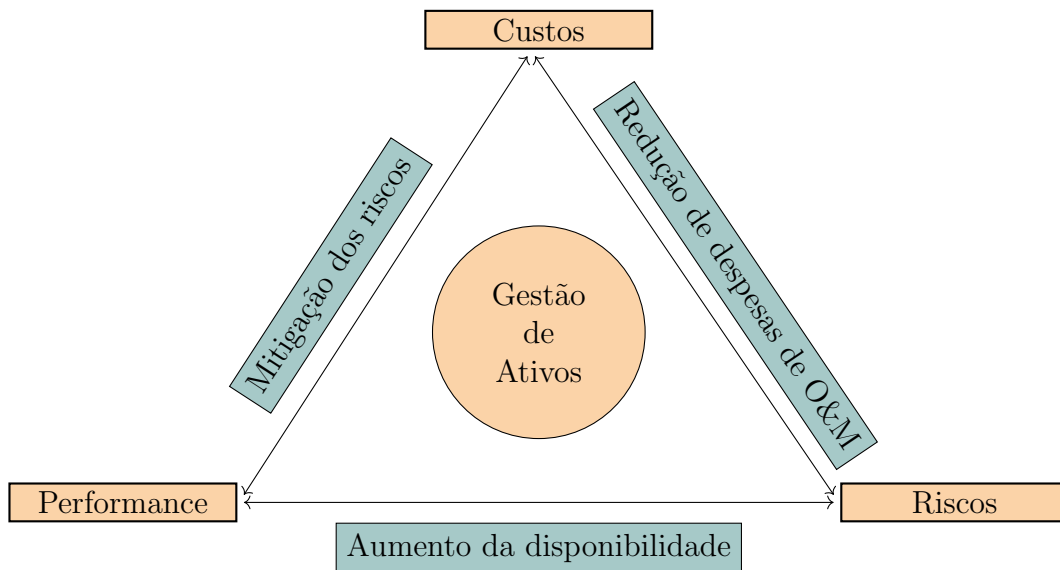 Custos
Redução de despesas de O&M
Mitigação dos riscos
Gestão
de
Ativos
Performance
Riscos
Aumento da disponibilidade